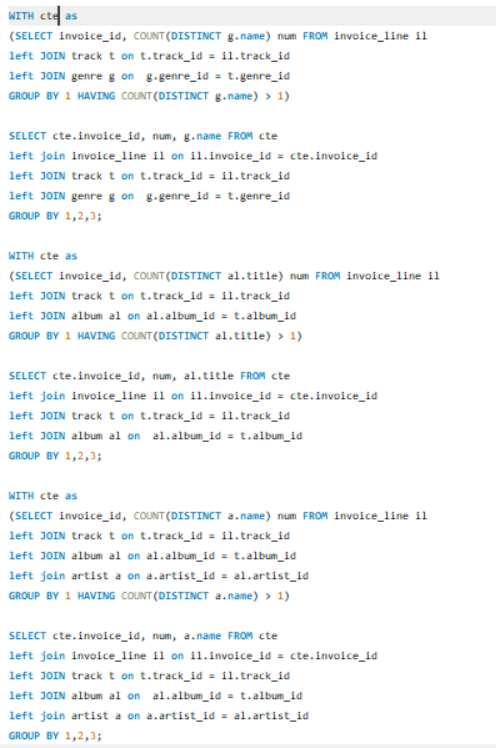 WITH cte as
(SELECT invoice_id, COUNT(DISTINCT g.name) num FROM invoice_line il
left JOIN track t on t.track_id = il.track_id
left JOIN genre g on  g.genre_id = t.genre_id
GROUP BY 1 HAVING COUNT(DISTINCT g.name) > 1)

SELECT cte.invoice_id, num, g.name FROM cte
left join invoice_line il on il.invoice_id = cte.invoice_id
left JOIN track t on t.track_id = il.track_id
left JOIN genre g on  g.genre_id = t.genre_id
GROUP BY 1,2,3;

WITH cte as
(SELECT invoice_id, COUNT(DISTINCT al.title) num FROM invoice_line il
left JOIN track t on t.track_id = il.track_id
left JOIN album al on al.album_id = t.album_id
GROUP BY 1 HAVING COUNT(DISTINCT al.title) > 1)

SELECT cte.invoice_id, num, al.title FROM cte
left join invoice_line il on il.invoice_id = cte.invoice_id
left JOIN track t on t.track_id = il.track_id
left JOIN album al on  al.album_id = t.album_id
GROUP BY 1,2,3;

WITH cte as
(SELECT invoice_id, COUNT(DISTINCT a.name) num FROM invoice_line il
left JOIN track t on t.track_id = il.track_id
left JOIN album al on al.album_id = t.album_id
left join artist a on a.artist_id = al.artist_id
GROUP BY 1 HAVING COUNT(DISTINCT a.name) > 1)

SELECT cte.invoice_id, num, a.name FROM cte
left join invoice_line il on il.invoice_id = cte.invoice_id
left JOIN track t on t.track_id = il.track_id
left JOIN album al on  al.album_id = t.album_id
left join artist a on a.artist_id = al.artist_id
GROUP BY 1,2,3;